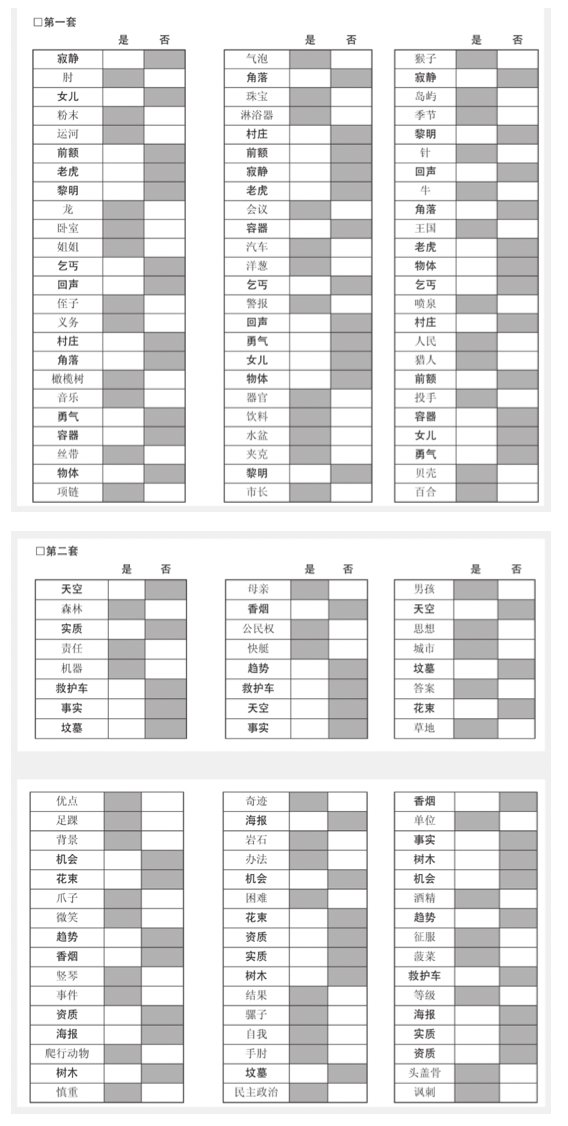 □第一套
是 否 是 否 是 否
寂静 气泡 猴子
肘 角落 寂静
女儿 珠宝 岛屿
粉末 淋浴器 季节
运河 村庄 黎明
前额 前额 针
老虎 寂静 回声
黎明 老虎 牛
龙 会议 角落
卧室 容器 王国
姐姐 汽车 老虎
乞丐 洋葱 物体
回声 乞丐 乞丐
侄子 警报 喷泉
义务 回声 村庄
村庄 勇气 人民
角落 女儿 猎人
橄榄树 物体 前额
音乐 器官 投手
勇气 饮料 容器
容器 水盆 女儿
丝带 夹克 勇气
物体 黎明 贝壳
项链 市长 百合
□第二套
是 否 是 否 是 否
天空 母亲 男孩
森林 香烟 天空
实质 公民权 思想
责任 快艇 城市
机器 趋势 坟墓
救护车 救护车 答案
事实 天空 花束
坟墓 事实 草地
优点 奇迹 香烟
足踝 海报 单位
背景 岩石 事实
机会 办法 树木
花束 机会 机会
爪子 困难 酒精
微笑 花束 趋势
趋势 资质 征服
香烟 实质 菠菜
竖琴 树木 救护车
事件 结果 等级
资质 骡子 海报
海报 自我 实质
爬行动物 手肘 资质
树木 坟墓 头盖骨
慎重 民主政治 讽刺